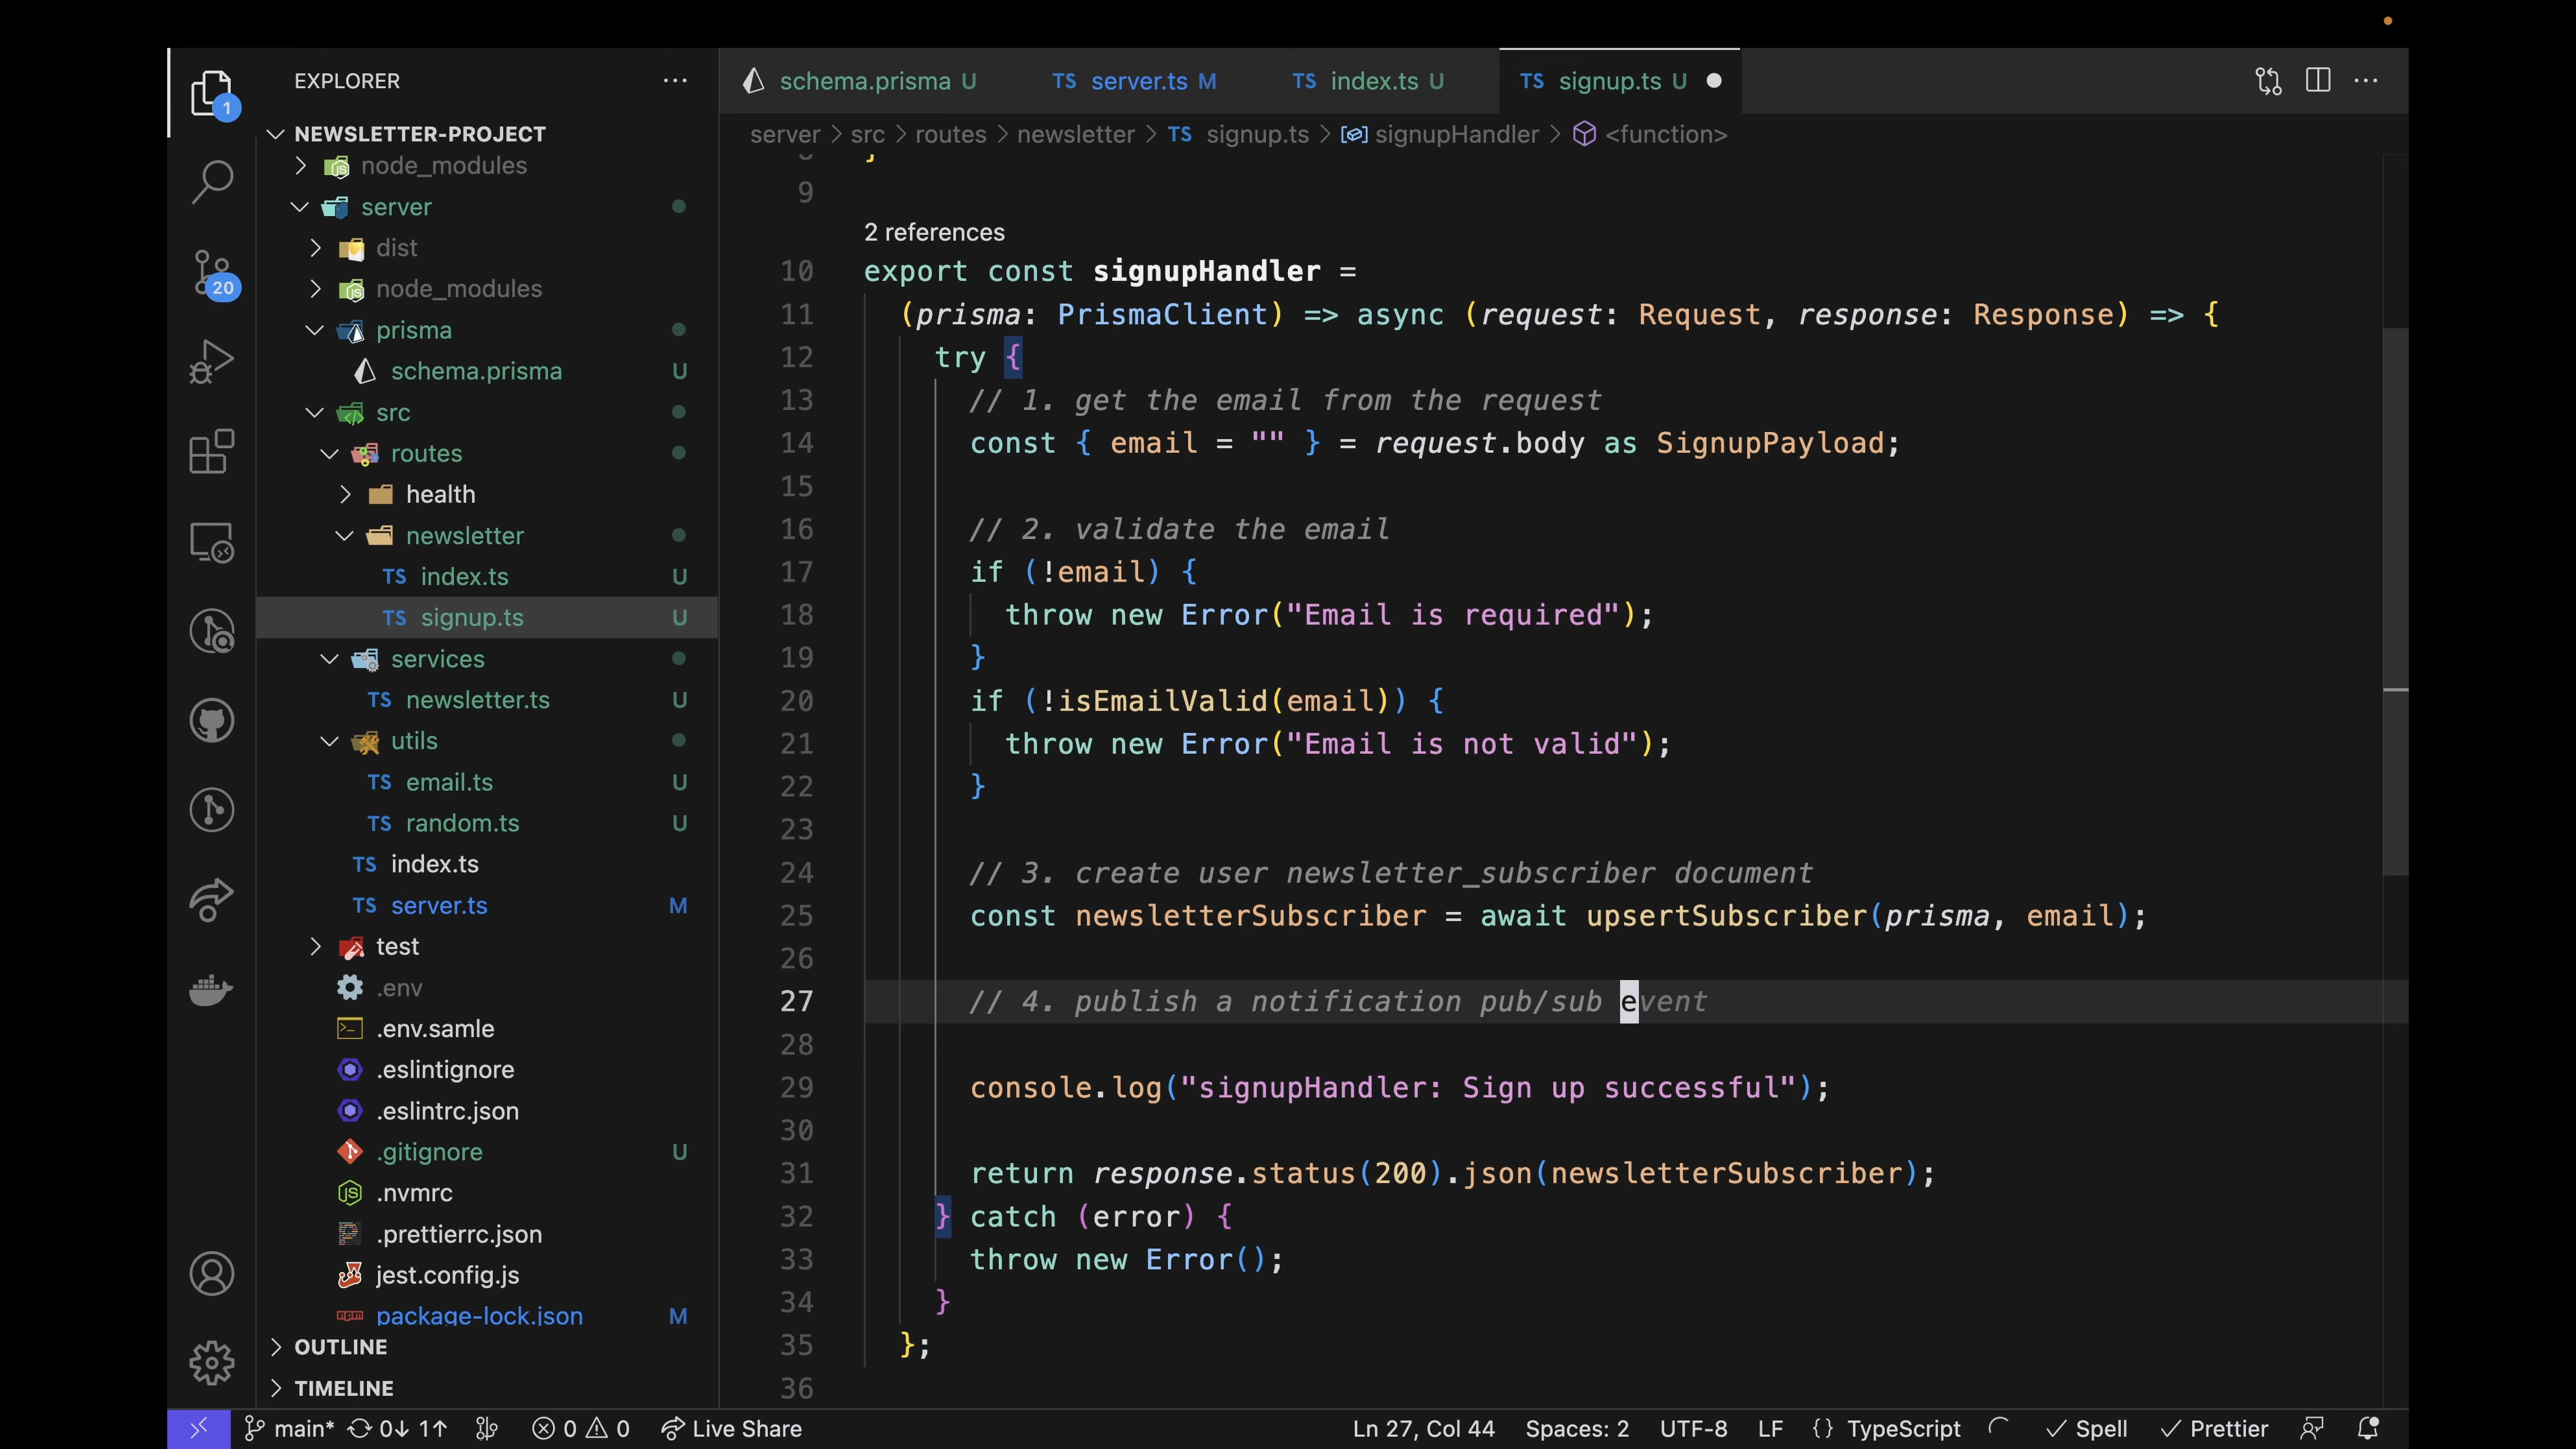 EXPLORER
1
NEWSLETTER-PROJECT
node_modules
server
dist
node_modules
prisma
schema.prisma U
src
routes
health
newsletter
index.ts U
signup.ts U
services
newsletter.ts U
utils
email.ts U
random.ts U
index.ts
server.ts M
test
.env
.env.samle
.eslintignore
.eslintrc.json
.gitignore U
.nvmrc
.prettierrc.json
jest.config.js
package-lock.json M
OUTLINE
TIMELINE
20
schema.prisma U
TS server.ts M
TS index.ts U
TS signup.ts U
server > src > routes > newsletter > TS signup.ts > signupHandler > <function>
8 }
9
2 references
10 export const signupHandler =
11 (prisma: PrismaClient) => async (request: Request, response: Response) => {
12 try {
13 // 1. get the email from the request
14 const { email = "" } = request.body as SignupPayload;
15
16 // 2. validate the email
17 if (!email) {
18 throw new Error("Email is required");
19 }
20 if (!isEmailValid(email)) {
21 throw new Error("Email is not valid");
22 }
23
24 // 3. create user newsletter_subscriber document
25 const newsletterSubscriber = await upsertSubscriber(prisma, email);
26
27 // 4. publish a notification pub/sub event
28
29 console.log("signupHandler: Sign up successful");
30
31 return response.status(200).json(newsletterSubscriber);
32 } catch (error) {
33 throw new Error();
34 }
35 };
36
main* 0↓ 1↑ 0 0 Live Share
Ln 27, Col 44 Spaces: 2 UTF-8 LF {} TypeScript Spell Prettier